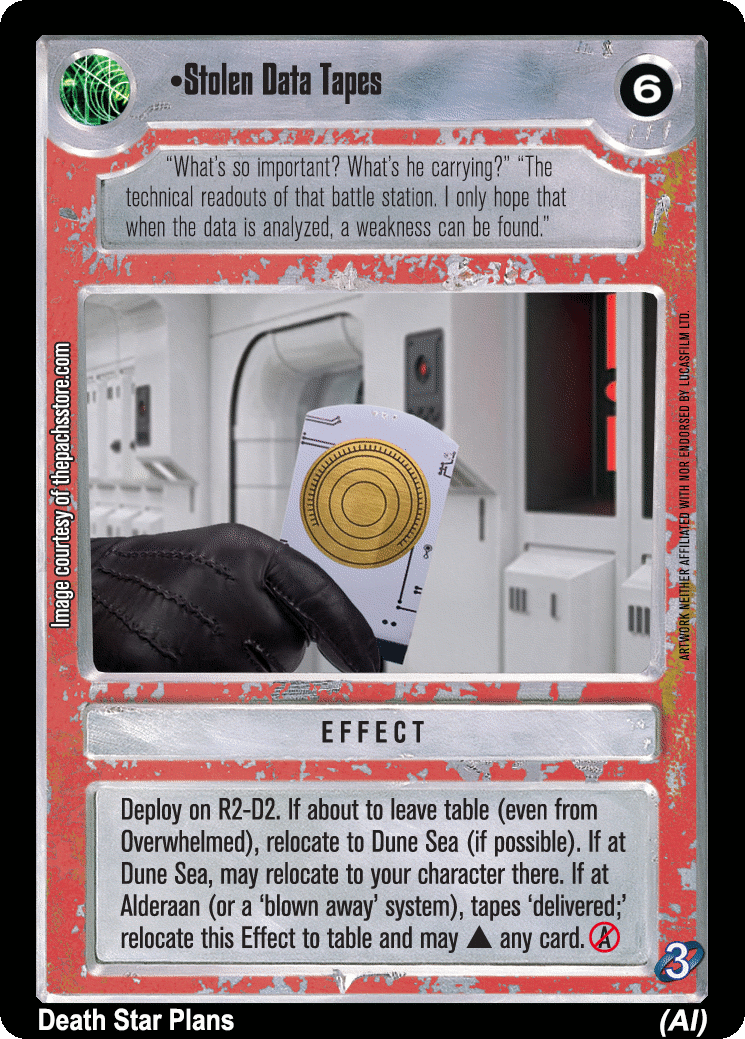 •Stolen Data Tapes
6
“What’s so important? What’s he carrying?” “The
technical readouts of that battle station. I only hope that
when the data is analyzed, a weakness can be found.”
Image courtesy of thepachsstore.com
ARTWORK NEITHER AFFILIATED WITH NOR ENDORSED BY LUCASFILM LTD.
EFFECT
Deploy on R2-D2. If about to leave table (even from
Overwhelmed), relocate to Dune Sea (if possible). If at
Dune Sea, may relocate to your character there. If at
Alderaan (or a ‘blown away’ system), tapes ‘delivered;’
relocate this Effect to table and may ▲ any card. A
3
Death Star Plans
(AI)